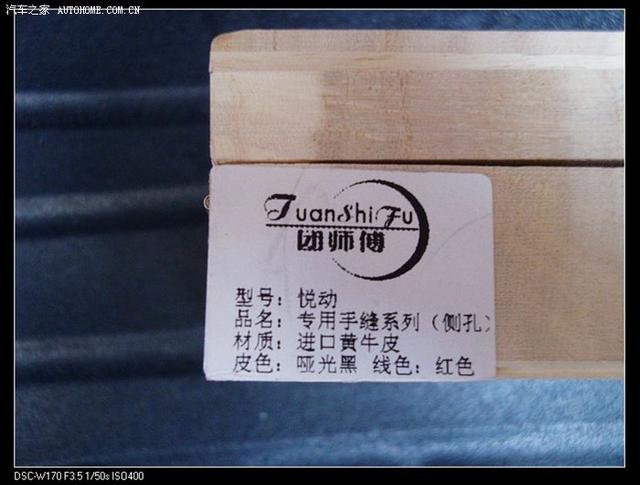 汽车之家 AUTOHOME.COM.CN
TuanShiFu
团师傅
型号：悦动
品名：专用手缝系列（侧孔）
材质：进口黄牛皮
皮色：哑光黑 线色：红色
DSC-W170 F3.5 1/50s ISO400